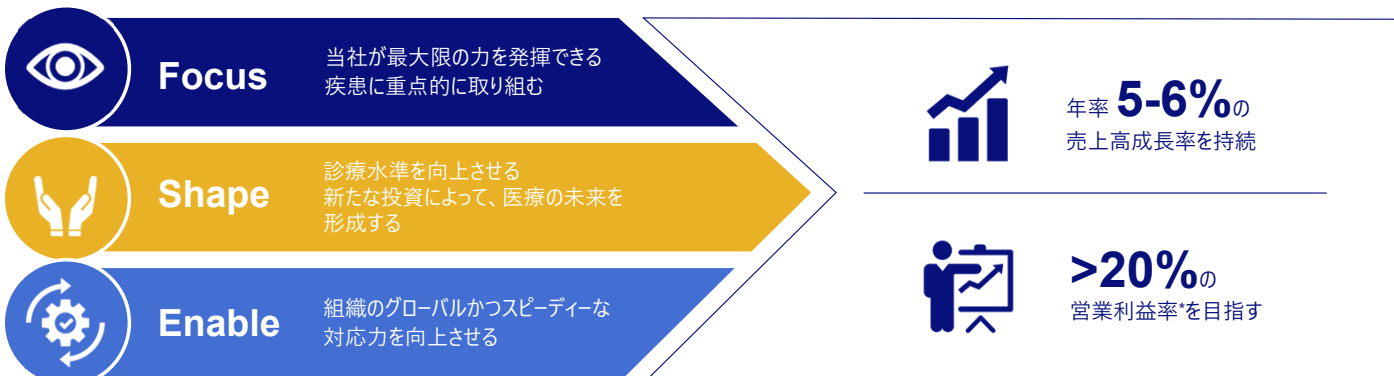 Focus
当社が最大限の力を発揮できる
疾患に重点的に取り組む
Shape
診療水準を向上させる
新たな投資によって、医療の未来を
形成する
Enable
組織のグローバルかつスピーディーな
対応力を向上させる
年率 5-6%の
売上高成長率を持続
>20%の
営業利益率*を目指す